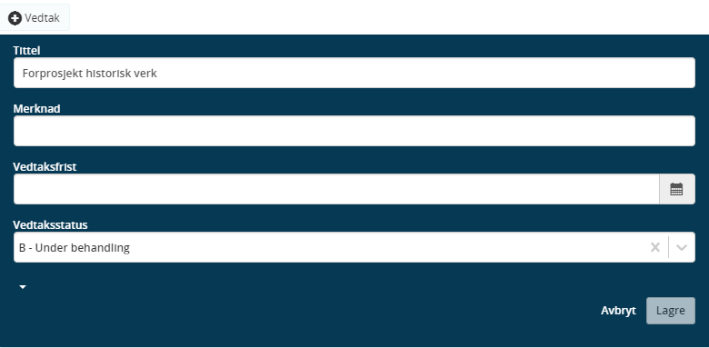 Vedtak
Tittel
Forprosjekt historisk verk
Merknad
Vedtaksfrist
Vedtaksstatus
B - Under behandling
Avbryt Lagre